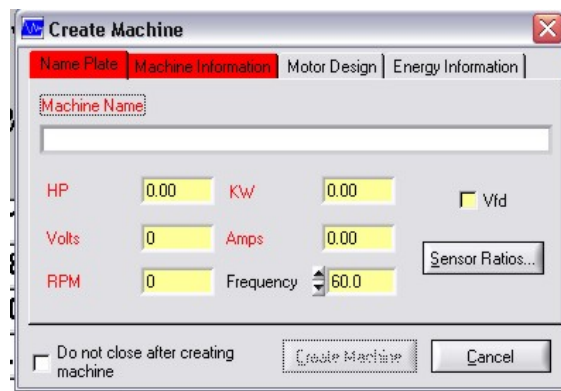 Create Machine
Name Plate Machine Information Motor Design Energy Information
Machine Name
HP 0.00 KW 0.00 Vfd
Volts 0 Amps 0.00
Sensor Ratios...
RPM 0 Frequency 60.0
Do not close after creating
machine
Create Machine Cancel